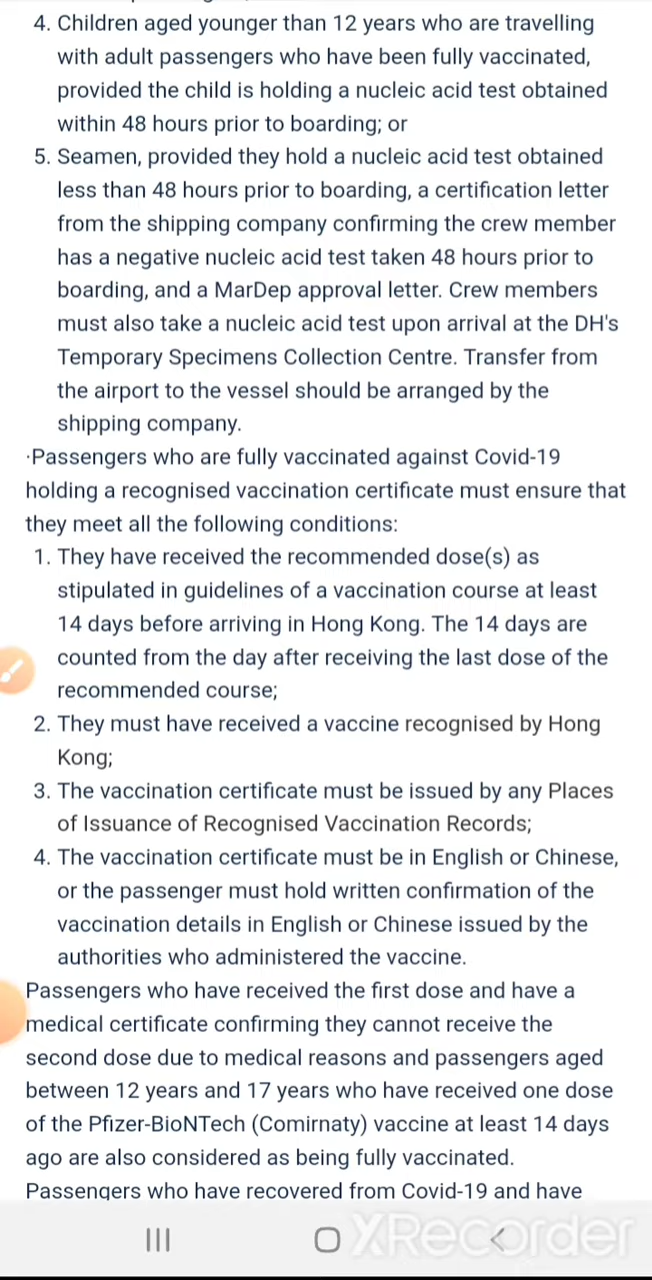 4. Children aged younger than 12 years who are travelling
with adult passengers who have been fully vaccinated,
provided the child is holding a nucleic acid test obtained
within 48 hours prior to boarding; or
5. Seamen, provided they hold a nucleic acid test obtained
less than 48 hours prior to boarding, a certification letter
from the shipping company confirming the crew member
has a negative nucleic acid test taken 48 hours prior to
boarding, and a MarDep approval letter. Crew members
must also take a nucleic acid test upon arrival at the DH's
Temporary Specimens Collection Centre. Transfer from
the airport to the vessel should be arranged by the
shipping company.
·Passengers who are fully vaccinated against Covid-19
holding a recognised vaccination certificate must ensure that
they meet all the following conditions:
1. They have received the recommended dose(s) as
stipulated in guidelines of a vaccination course at least
14 days before arriving in Hong Kong. The 14 days are
counted from the day after receiving the last dose of the
recommended course;
2. They must have received a vaccine recognised by Hong
Kong;
3. The vaccination certificate must be issued by any Places
of Issuance of Recognised Vaccination Records;
4. The vaccination certificate must be in English or Chinese,
or the passenger must hold written confirmation of the
vaccination details in English or Chinese issued by the
authorities who administered the vaccine.
Passengers who have received the first dose and have a
medical certificate confirming they cannot receive the
second dose due to medical reasons and passengers aged
between 12 years and 17 years who have received one dose
of the Pfizer-BioNTech (Comirnaty) vaccine at least 14 days
ago are also considered as being fully vaccinated.
Passengers who have recovered from Covid-19 and have
XRecorder